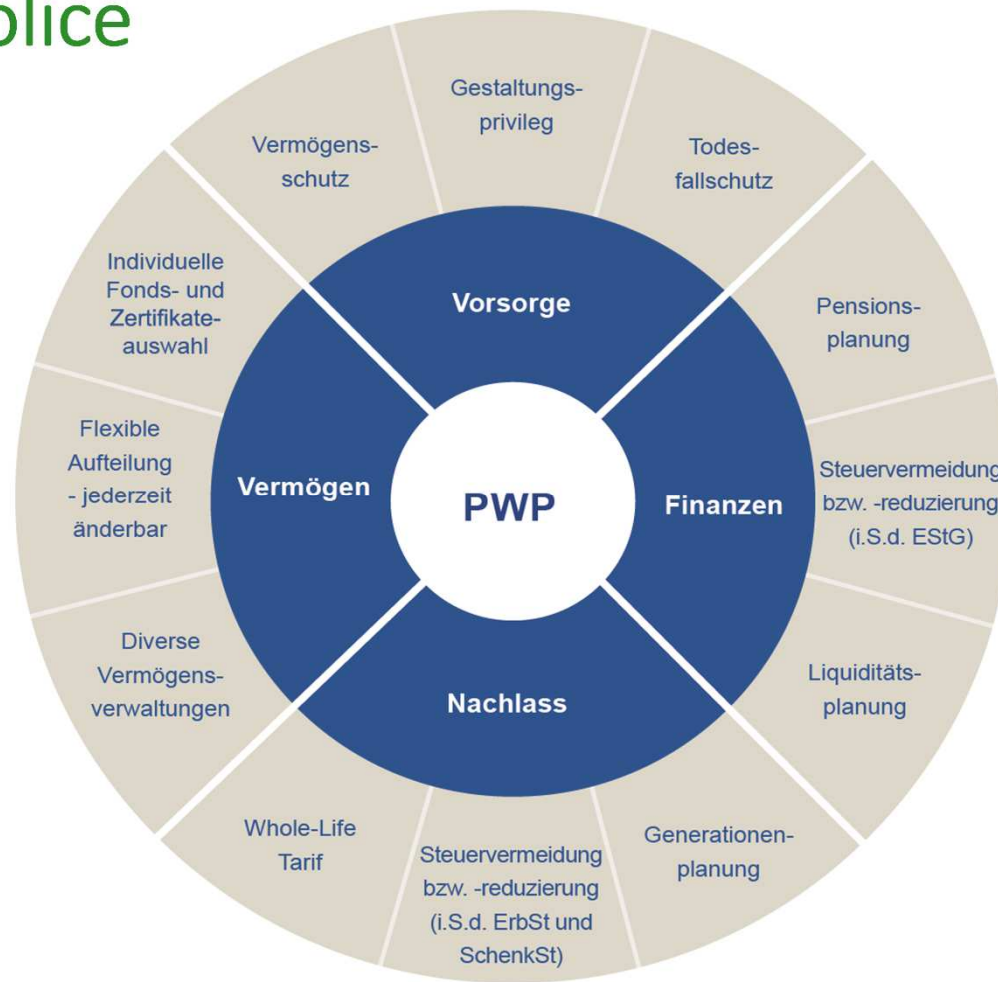 olice
Gestaltungs-
privileg
Todes-
fallschutz
Pensions-
planung
Steuervermeidung
bzw. -reduzierung
(i.S.d. EStG)
Liquiditäts-
planung
Generationen-
planung
Steuervermeidung
bzw. -reduzierung
(i.S.d. ErbSt und
SchenkSt)
Whole-Life
Tarif
Diverse
Vermögens-
verwaltungen
Flexible
Aufteilung
- jederzeit
änderbar
Individuelle
Fonds- und
Zertifikate-
auswahl
Vermögens-
schutz
Vorsorge
Finanzen
Nachlass
Vermögen
PWP